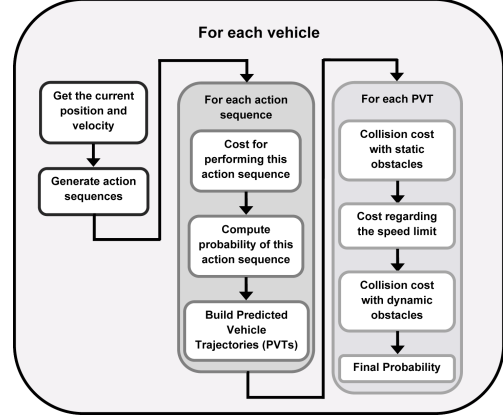 For each vehicle
Get the current
position and
velocity
Generate action
sequences
For each action
sequence
Cost for
performing this
action sequence
Compute
probability of this
action sequence
Build Predicted
Vehicle
Trajectories (PVTs)
For each PVT
Collision cost
with static
obstacles
Cost regarding
the speed limit
Collision cost
with dynamic
obstacles
Final Probability